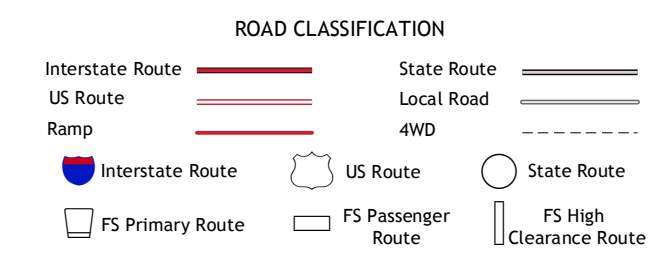 ROAD CLASSIFICATION
Interstate Route
State Route
US Route
Local Road
Ramp
4WD
Interstate Route
US Route
State Route
FS Primary Route
FS Passenger
Route
FS High
Clearance Route